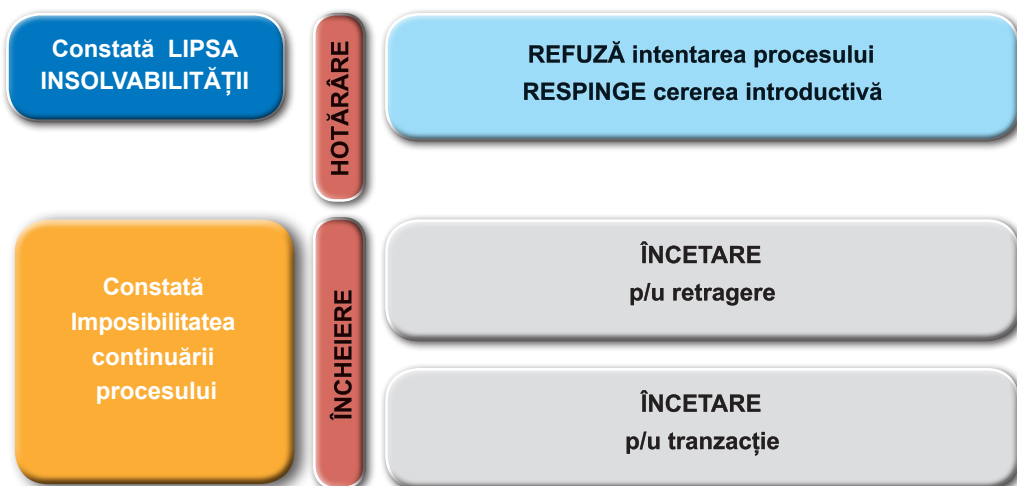 Constată LIPSA
INSOLVABILITĂȚII
HOTĂRÂRE
REFUZĂ intentarea procesului
RESPINGE cererea introductivă
Constată
Imposibilitatea
continuării
procesului
ÎNCHEIERE
ÎNCETARE
p/u retragere
ÎNCETARE
p/u tranzacție